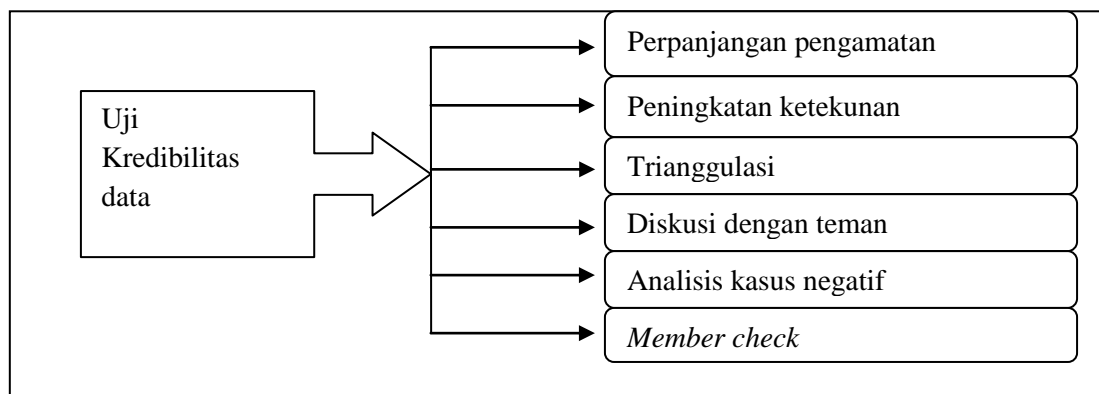 Uji
Kredibilitas
data
Perpanjangan pengamatan
Peningkatan ketekunan
Trianggulasi
Diskusi dengan teman
Analisis kasus negatif
Member check